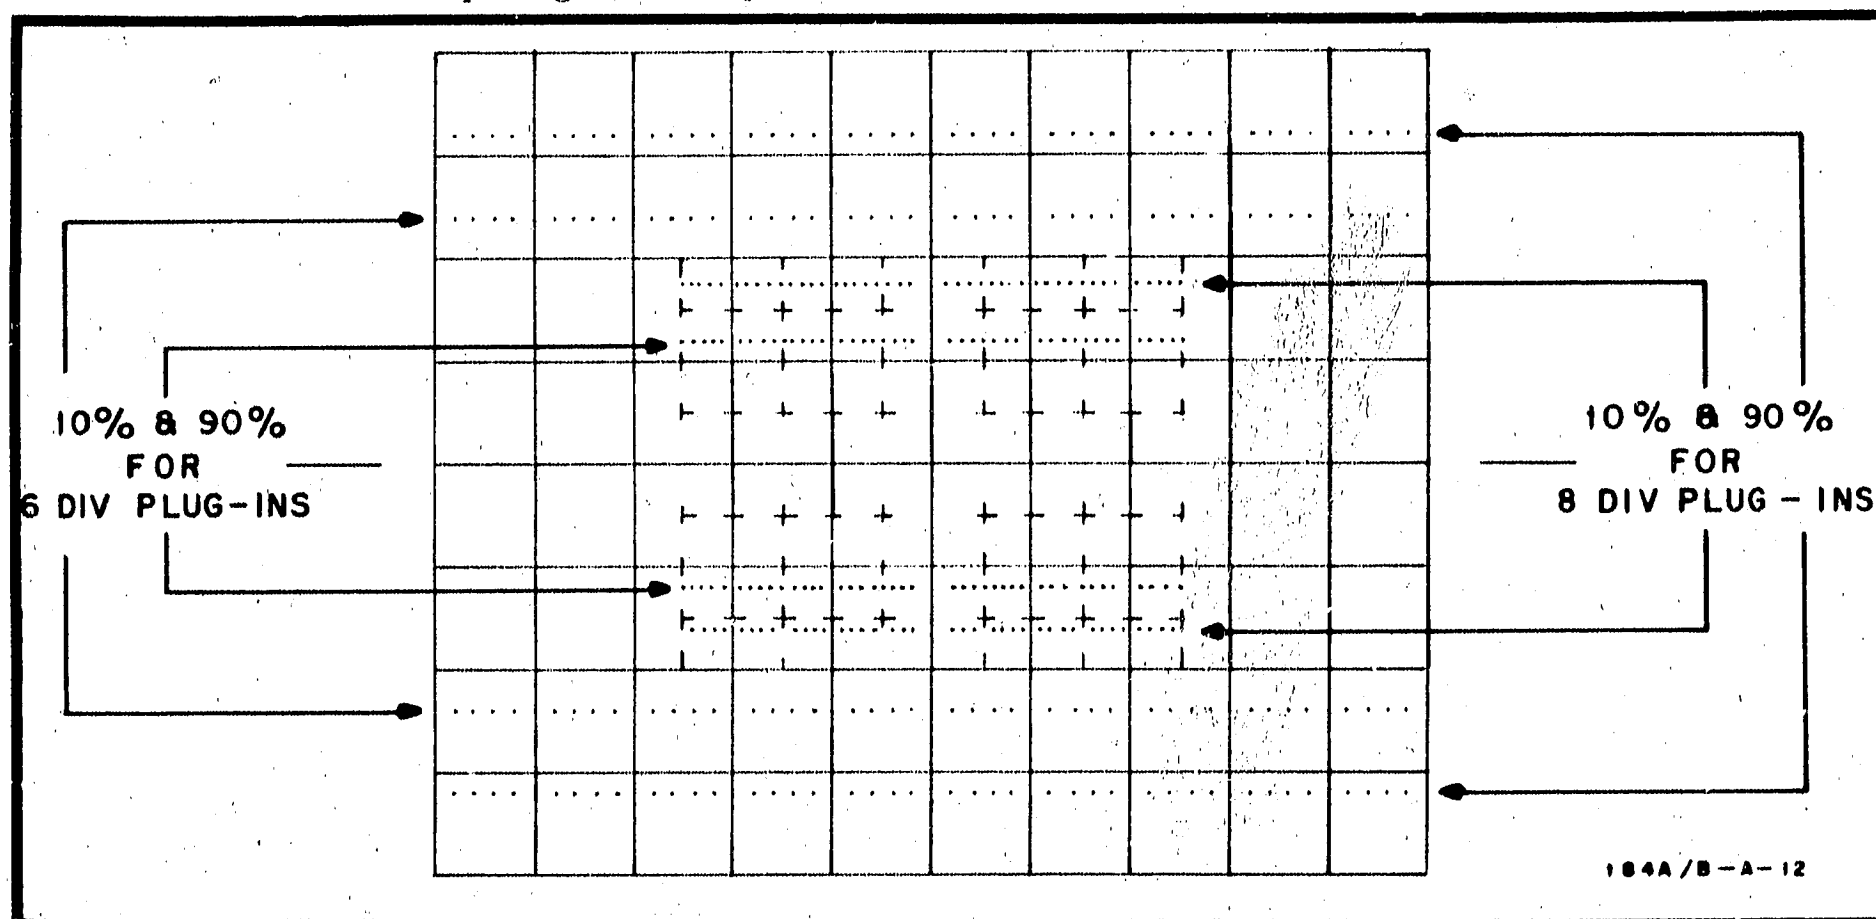 10% & 90%
FOR
6 DIV PLUG-INS
10% & 90%
FOR
8 DIV PLUG-INS
184A/B-A-12